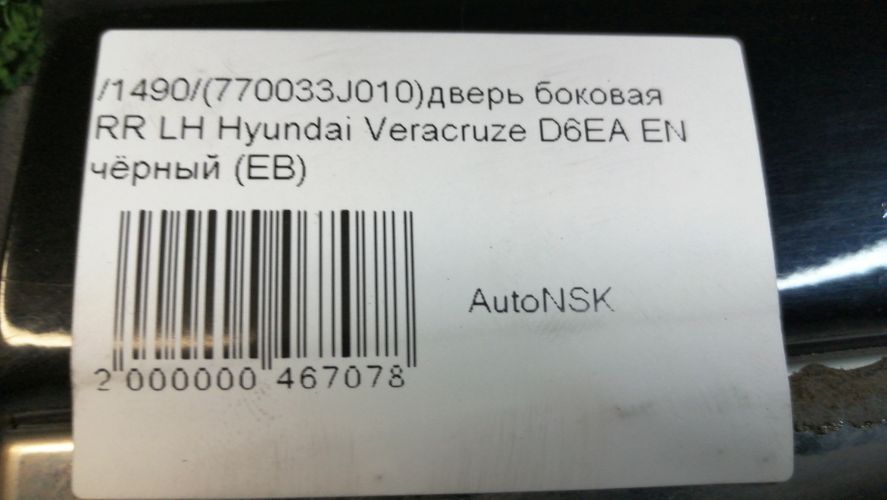 /1490/(770033J010)дверь боковая
RR LH Hyundai Veracruze D6EA EN
чёрный (EB)
AutoNSK
2 000000 467078